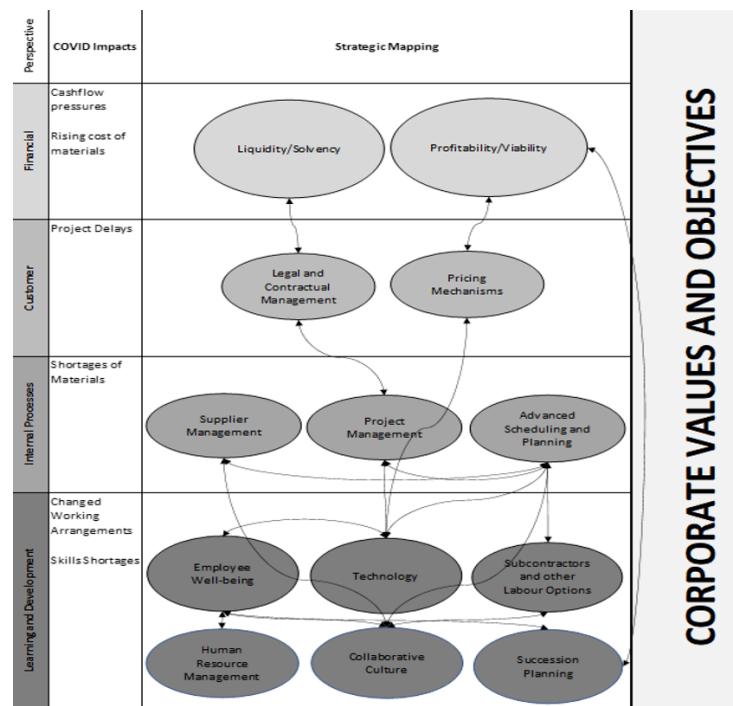 Perspective
COVID Impacts
Strategic Mapping
Financial
Cashflow
pressures
Rising cost of
materials
Liquidity/Solvency
Profitability/Viability
Customer
Project Delays
Legal and
Contractual
Management
Pricing
Mechanisms
Internal Processes
Shortages of
Materials
Supplier
Management
Project
Management
Advanced
Scheduling and
Planning
Learning and Development
Changed
Working
Arrangements
Skills Shortages
Employee
Well-being
Technology
Subcontractors
and other
Labour Options
Human
Resource
Management
Collaborative
Culture
Succession
Planning
CORPORATE VALUES AND OBJECTIVES